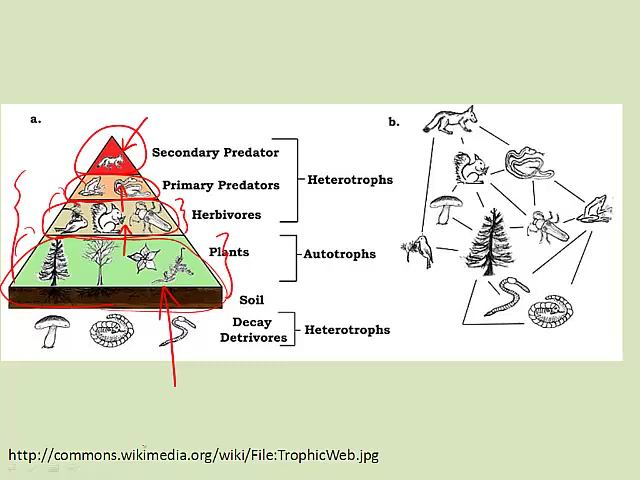 a.
b.
Secondary Predator
Primary Predators
Heterotrophs
Herbivores
Plants
Autotrophs
Soil
Decay
Detrivores
Heterotrophs
http://commons.wikimedia.org/wiki/File:TrophicWeb.jpg